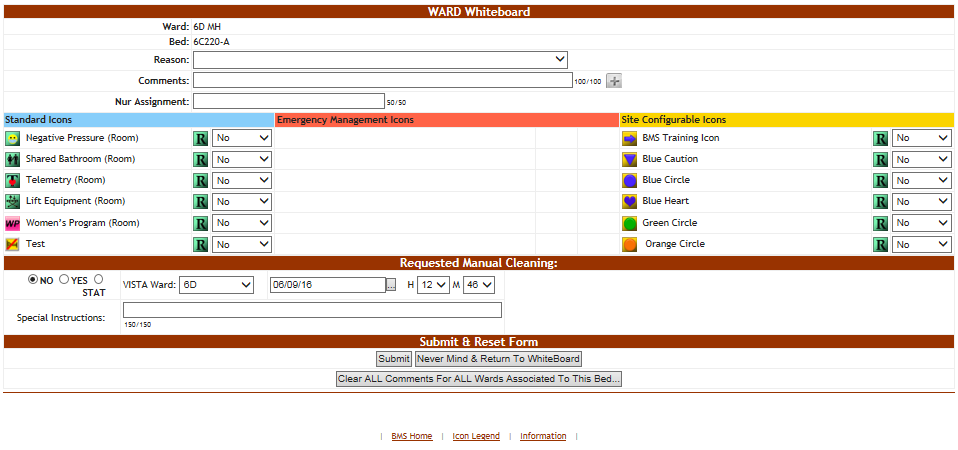 WARD Whiteboard
Ward: 6D MH
Bed: 6C220-A
Reason:
Comments: 100/100
Nur Assignment: 50/50
Standard Icons Emergency Management Icons Site Configurable Icons
Negative Pressure (Room) R No BMS Training Icon R No
Shared Bathroom (Room) R No Blue Caution R No
Telemetry (Room) R No Blue Circle R No
Lift Equipment (Room) R No Blue Heart R No
WP Women's Program (Room) R No Green Circle R No
Test R No Orange Circle R No
Requested Manual Cleaning:
NO YES STAT VISTA Ward: 6D 06/09/16 ... H 12 M 46
Special Instructions:
150/150
Submit & Reset Form
Submit Never Mind & Return To WhiteBoard
Clear ALL Comments For ALL Wards Associated To This Bed...
| BMS Home | Icon Legend | Information |